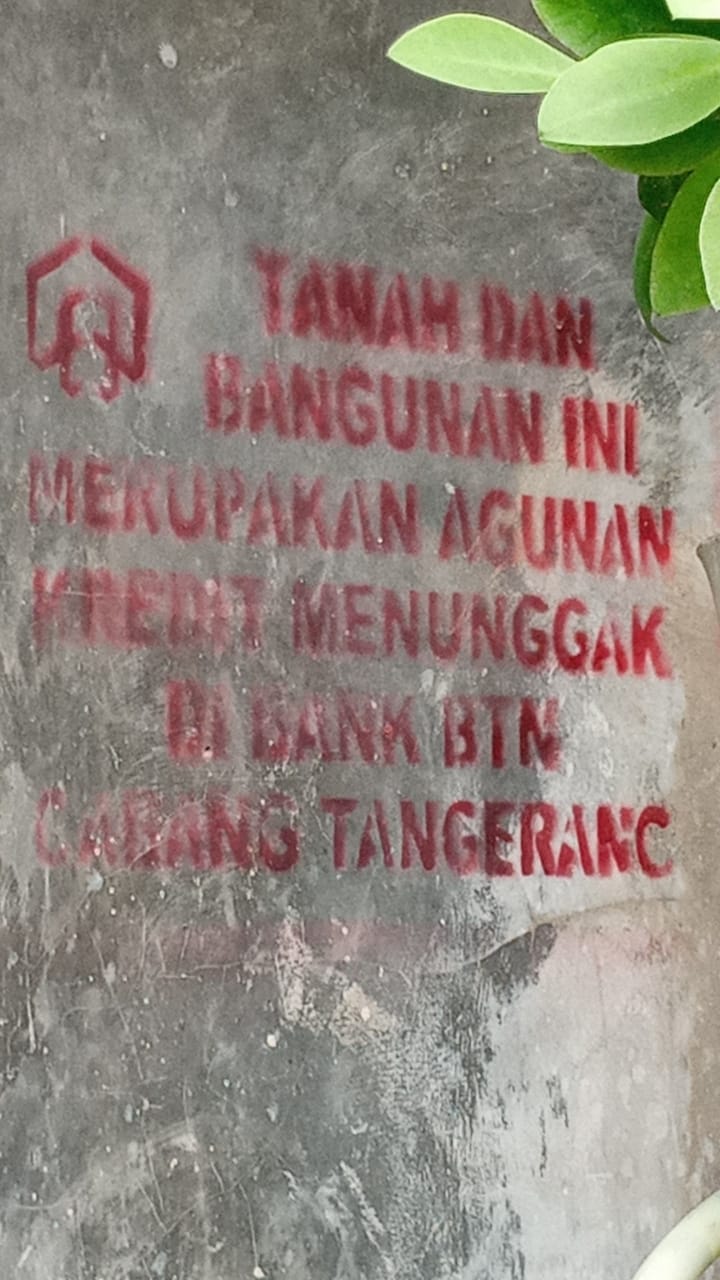 TANAH DAN
BANGUNAN INI
MERUPAKAN AGUNAN
KREDIT MENUNGGAK
DI BANK BTN
CABANG TANGERANG